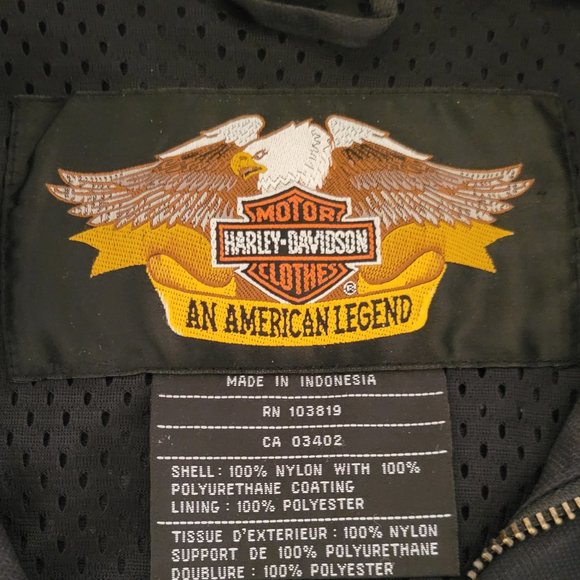 MOTOR
HARLEY-DAVIDSON
CLOTHES
®
AN AMERICAN LEGEND
MADE IN INDONESIA
RN 103819
CA 03402
SHELL: 100% NYLON WITH 100%
POLYURETHANE COATING
LINING: 100% POLYESTER
TISSUE D'EXTERIEUR: 100% NYLON
SUPPORT DE 100% POLYURETHANE
DOUBLURE: 100% POLYESTER